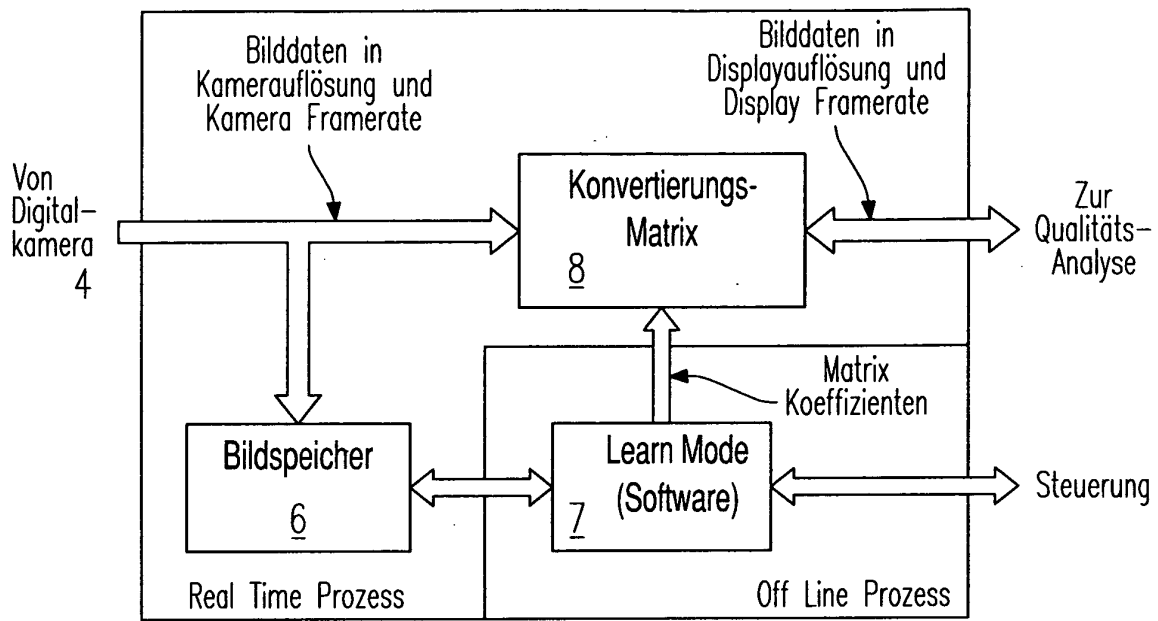 Bilddaten in
Kameraauflösung und
Kamera Framerate
Bilddaten in
Displayauflösung und
Display Framerate
Von
Digital-
kamera
4
Konvertierungs-
Matrix
8
Zur
Qualitäts-
Analyse
Matrix
Koeffizienten
Bildspeicher
6
Learn Mode
(Software)
7
Steuerung
Real Time Prozess
Off Line Prozess